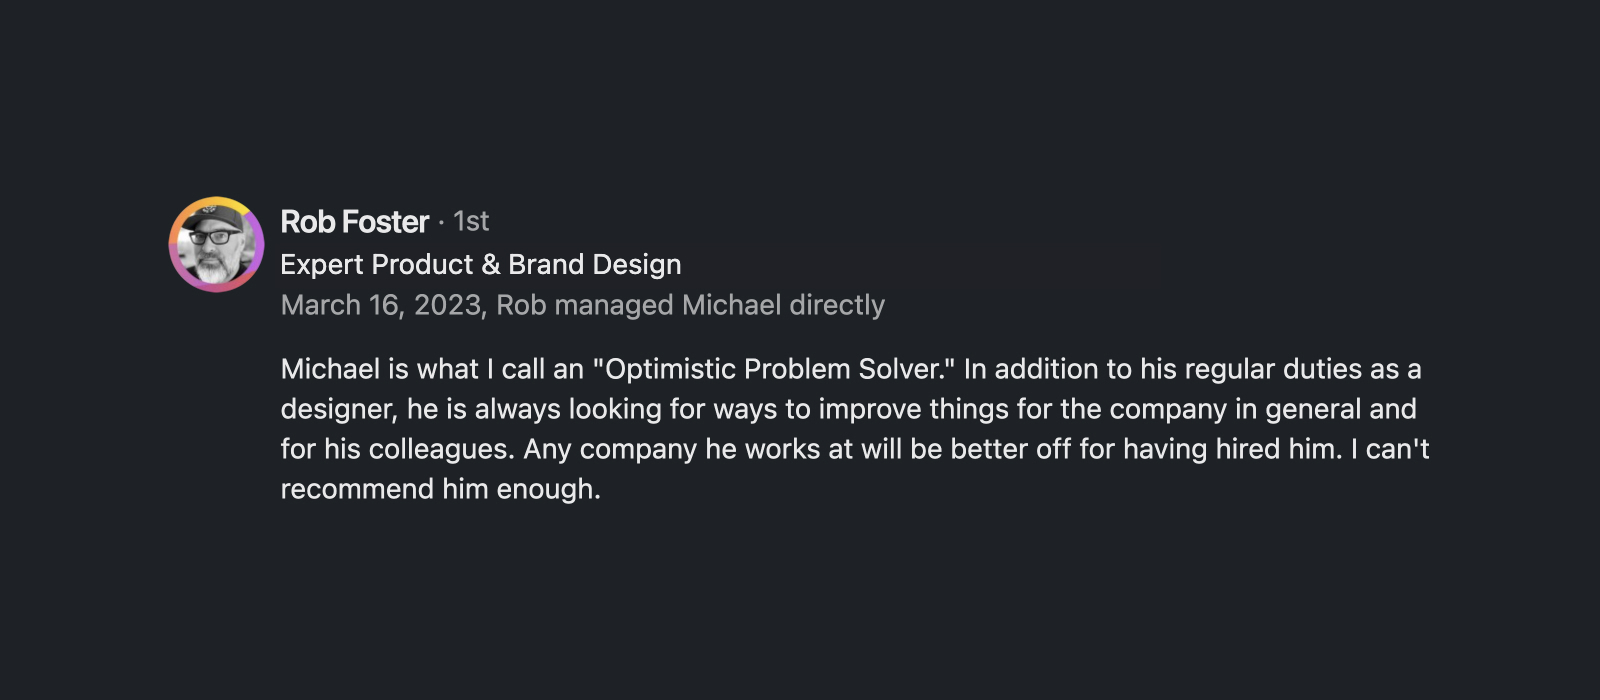 Rob Foster · 1st
Expert Product & Brand Design
March 16, 2023, Rob managed Michael directly
Michael is what I call an "Optimistic Problem Solver." In addition to his regular duties as a
designer, he is always looking for ways to improve things for the company in general and
for his colleagues. Any company he works at will be better off for having hired him. I can't
recommend him enough.